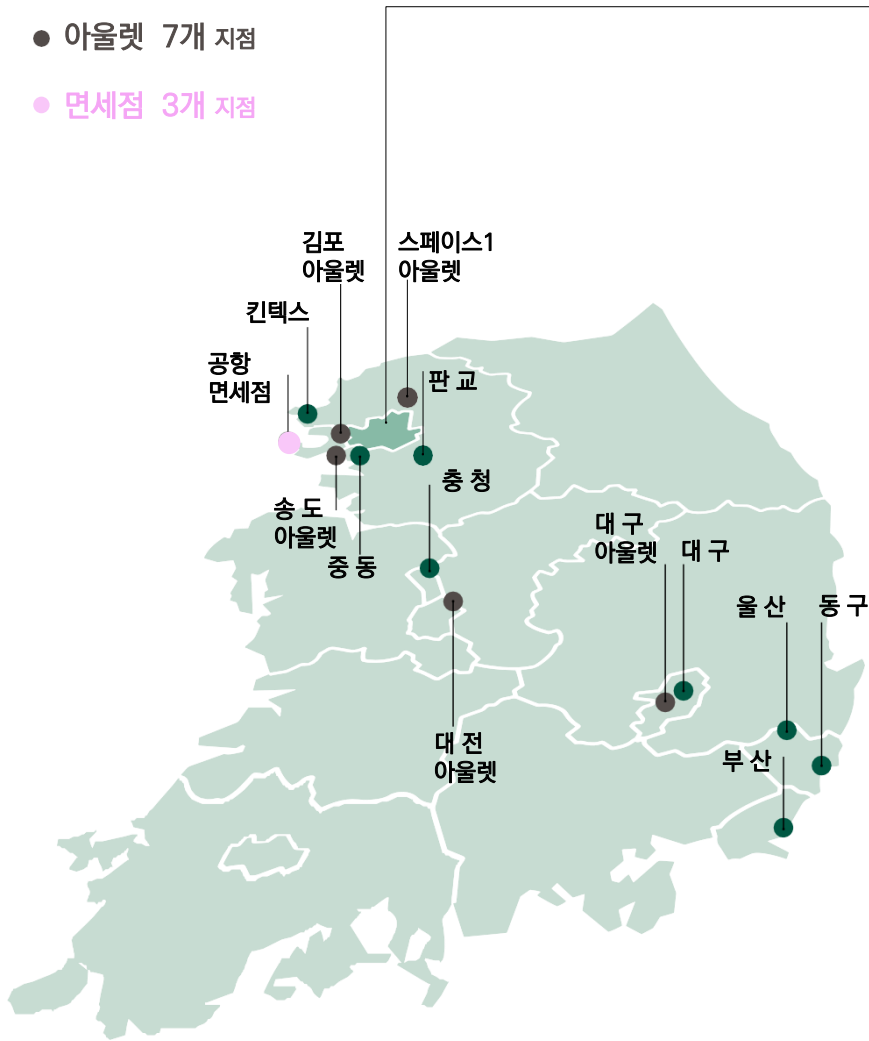 아울렛 7개 지점
면세점 3개 지점
김포
아울렛
스페이스1
아울렛
킨텍스
공항
면세점
판 교
충 청
송 도
아울렛
중 동
대 구
아울렛
대 구
울 산
동 구
대 전
아울렛
부 산